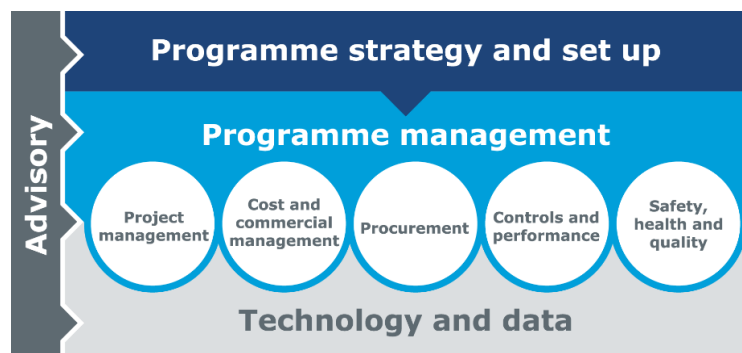 Advisory
Programme strategy and set up
Programme management
Project
management
Cost and
commercial
management
Procurement
Controls and
performance
Safety,
health and
quality
Technology and data